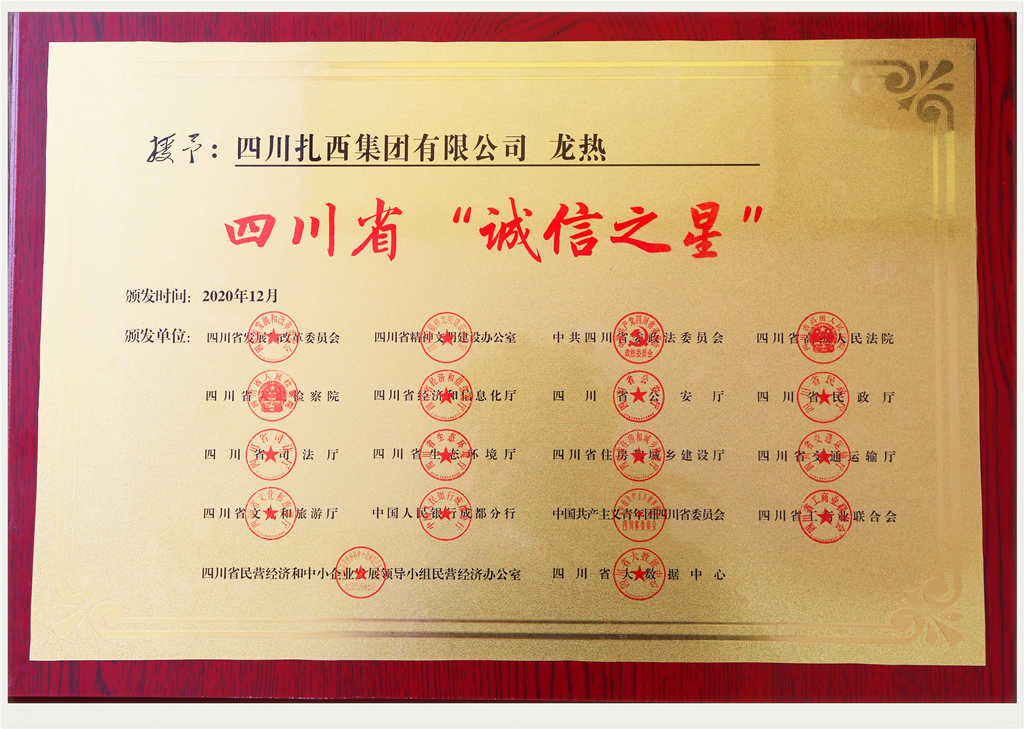 授予：四川扎西集团有限公司 龙热
四川省“诚信之星”
颁发时间：2020年12月
颁发单位：四川省发展和改革委员会 四川省精神文明建设办公室 中共四川省委政法委员会 四川省高级人民法院
四川省人民检察院 四川省经济和信息化厅 四川省公安厅 四川省民政厅
四川省司法厅 四川省生态环境厅 四川省住房和城乡建设厅 四川省交通运输厅
四川省文化和旅游厅 中国人民银行成都分行 中国共产主义青年团四川省委员会 四川省工商业联合会
四川省民营经济和中小企业发展领导小组民营经济办公室 四川省大数据中心